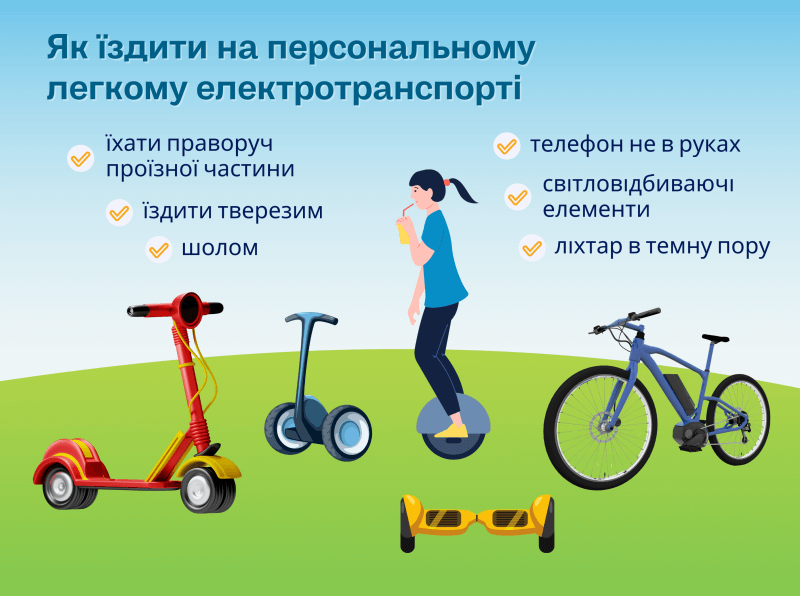 Як їздити на персональному
легкому електротранспорті
їхати праворуч
проїзної частини
їздити тверезим
шолом
телефон не в руках
світловідбиваючі
елементи
ліхтар в темну пору